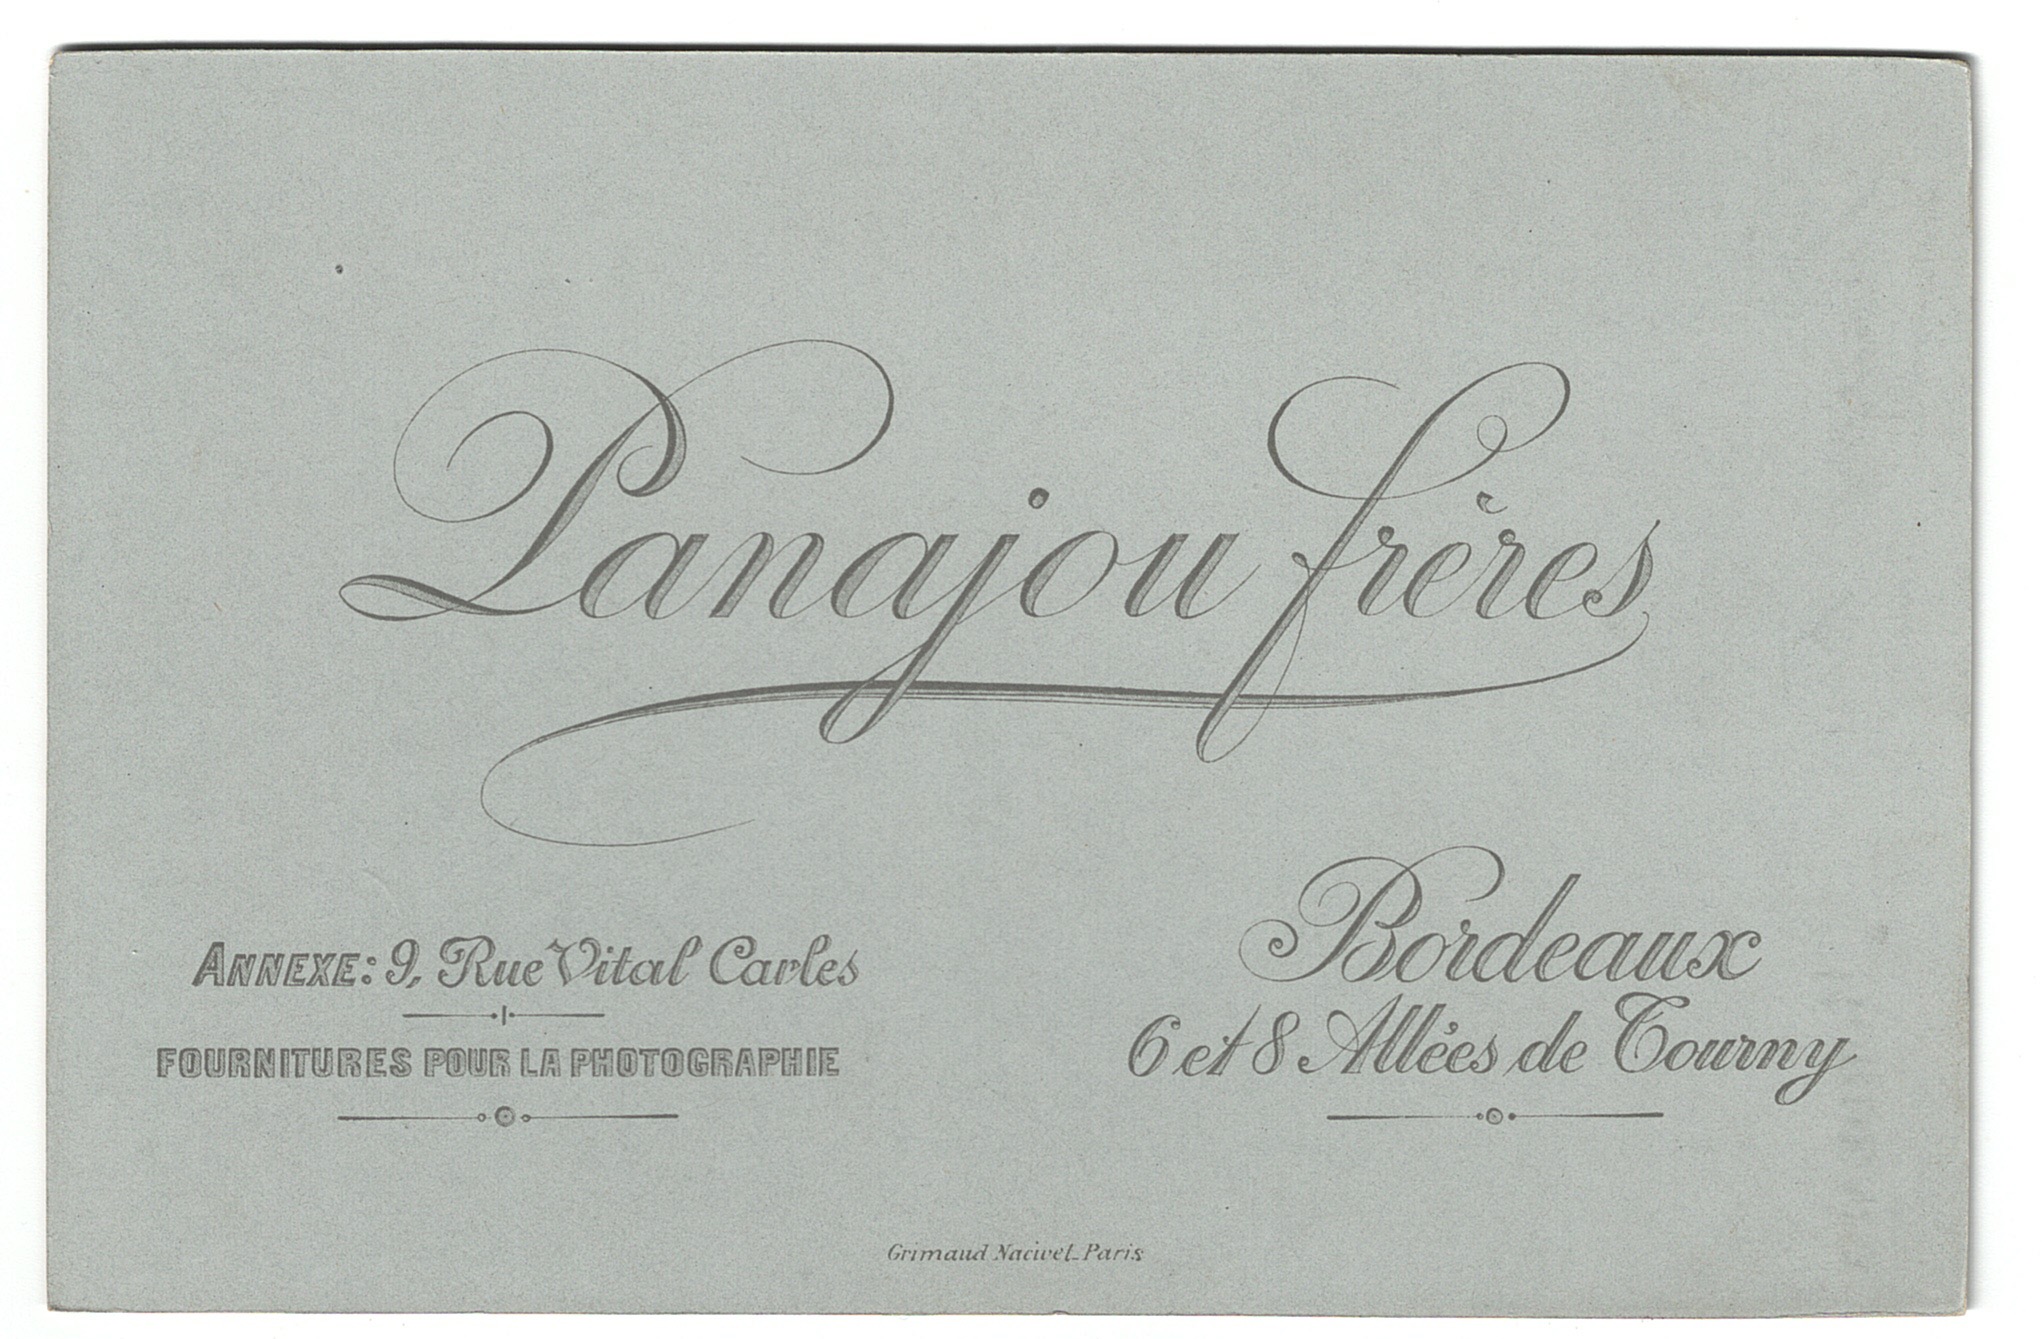 Panajou frères
Annexe: 9, Rue Vital Carles
FOURNITURES POUR LA PHOTOGRAPHIE
Bordeaux
6 et 8 Allées de Tourny
Grimaud Nacivet_Paris